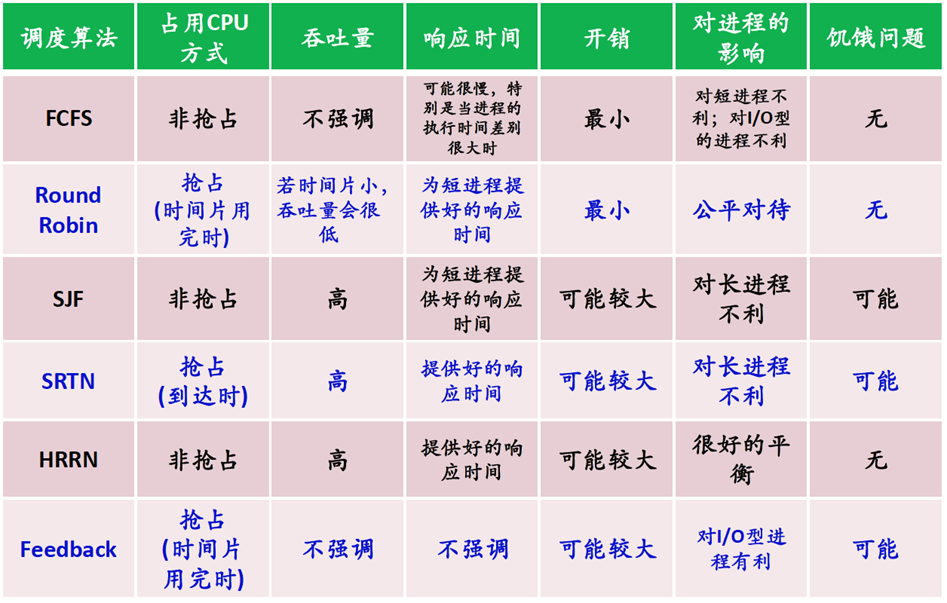 调度算法
占用CPU
方式
吞吐量
响应时间
开销
对进程的
影响
饥饿问题
FCFS
非抢占
不强调
可能很慢，特
别是当进程的
执行时间差别
很大时
最小
对短进程不
利；对I/O型
的进程不利
无
Round
Robin
抢占
(时间片用
完时)
若时间片小，
吞吐量会很
低
为短进程提
供好的响应
时间
最小
公平对待
无
SJF
非抢占
高
为短进程提
供好的响应
时间
可能较大
对长进程
不利
可能
SRTN
抢占
(到达时)
高
提供好的响
应时间
可能较大
对长进程
不利
可能
HRRN
非抢占
高
提供好的响
应时间
可能较大
很好的平
衡
无
Feedback
抢占
(时间片
用完时)
不强调
不强调
可能较大
对I/O型进
程有利
可能